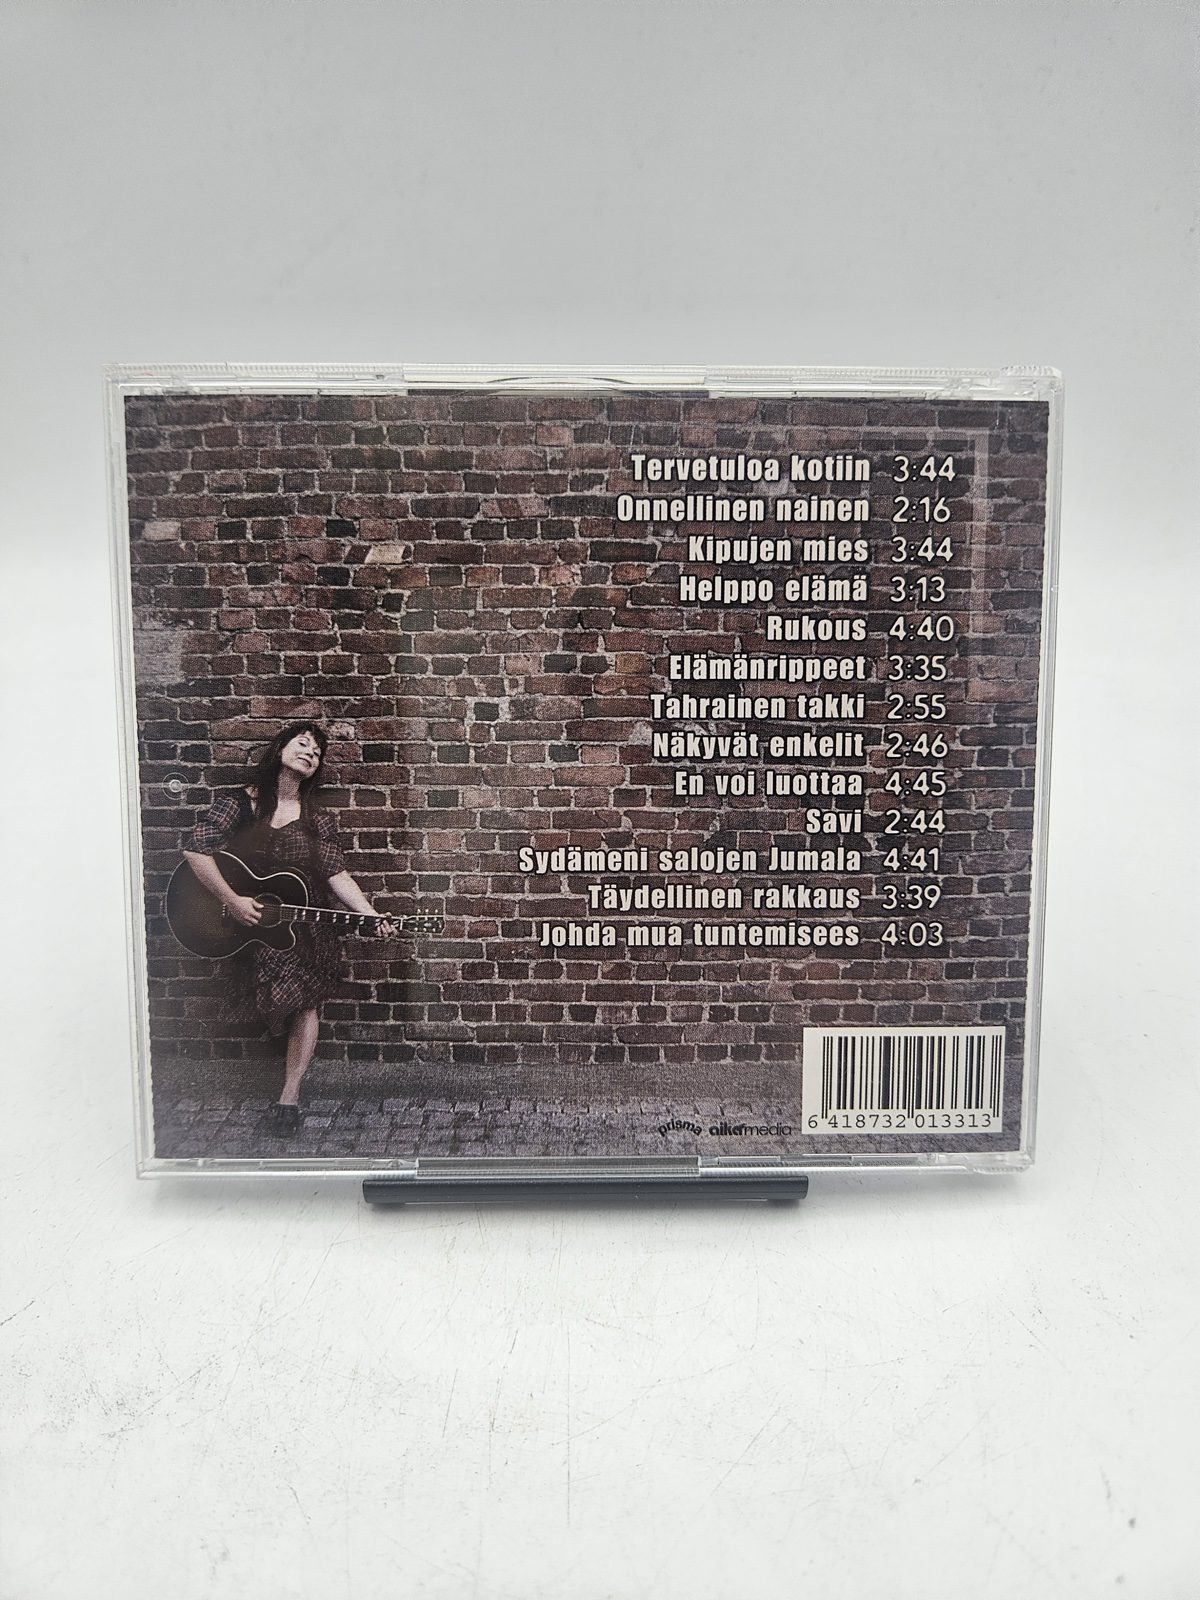 Tervetuloa kotiin 3:44
Onnellinen nainen 2:16
Kipujen mies 3:44
Helppo elämä 3:13
Rukous 4:40
Elämänrippeet 3:35
Tahrainen takki 2:55
Näkyvät enkelit 2:46
En voi luottaa 4:45
Savi 2:44
Sydämeni salojen Jumala 4:41
Täydellinen rakkaus 3:39
Johda mua tuntemisees 4:03
prisma aikamedia
6 418732 013313